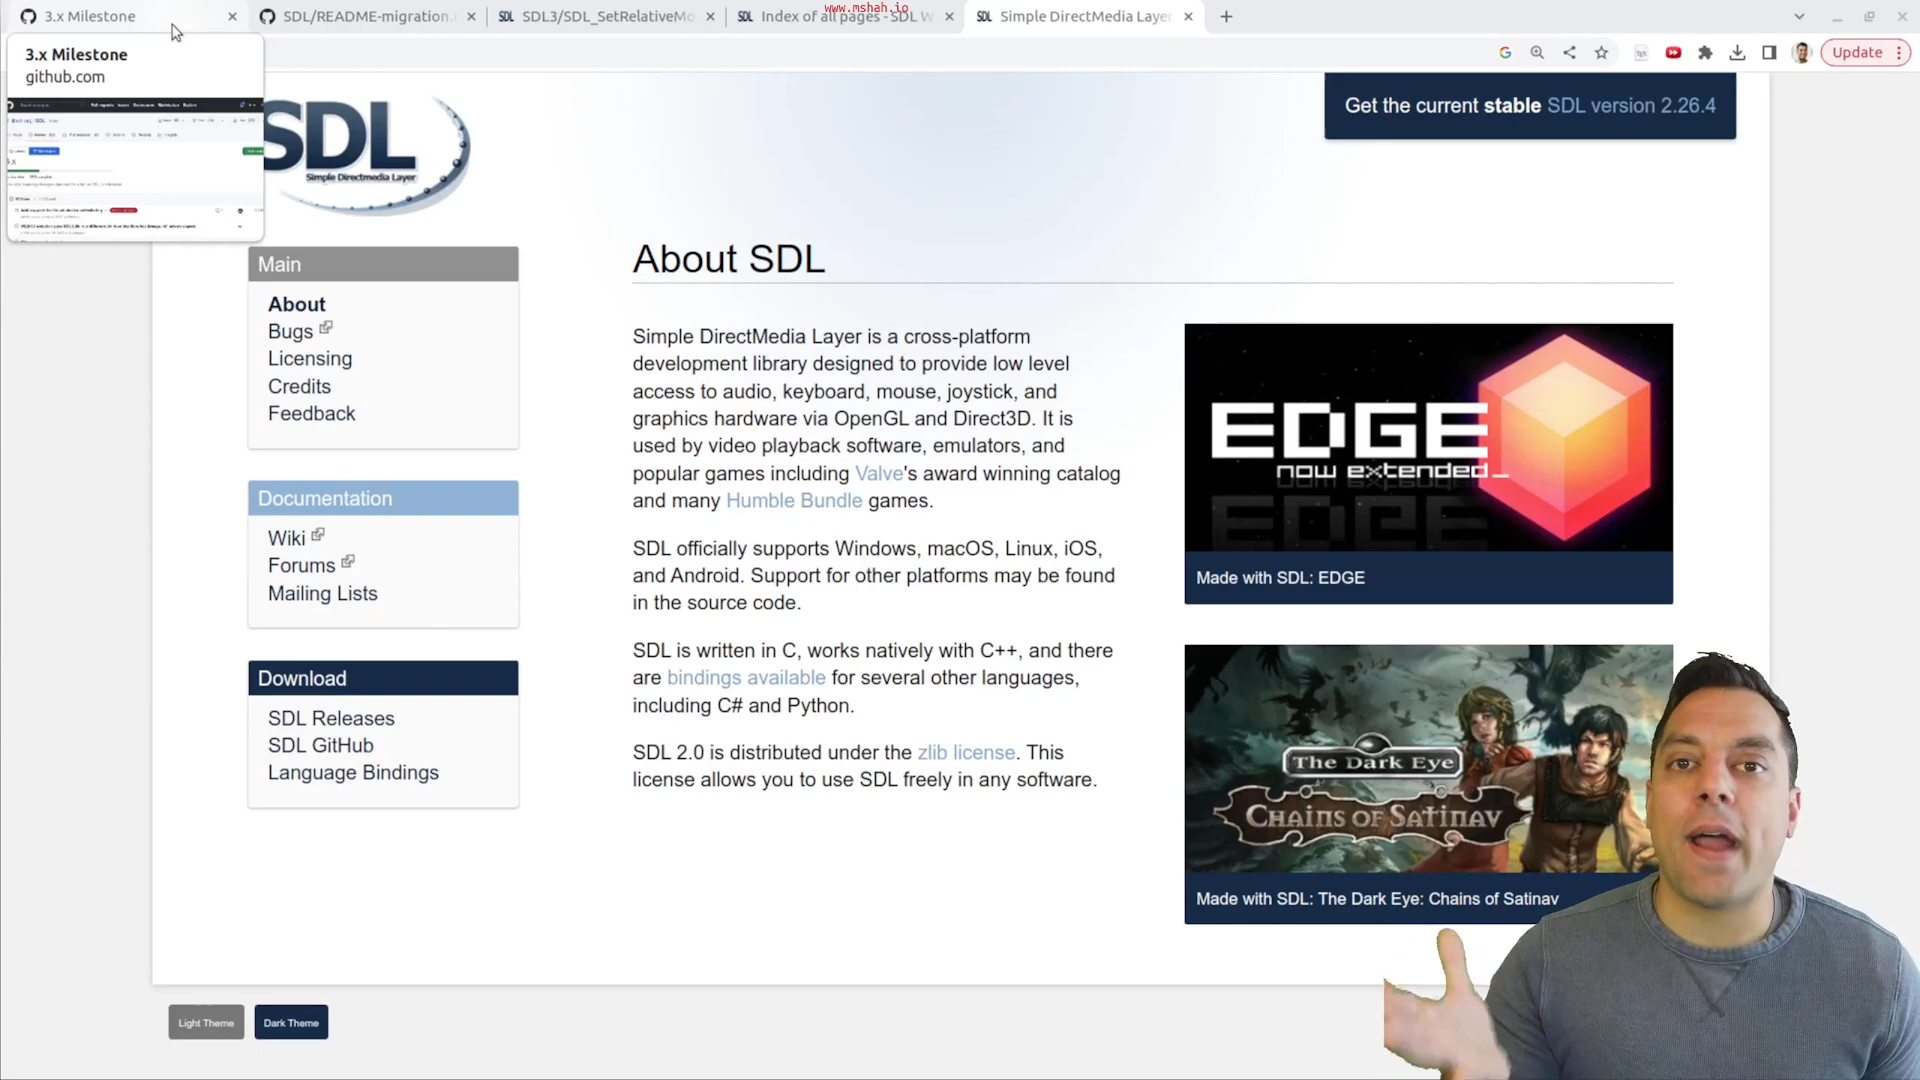 www.mshah.io
3.x Milestone
SDL/README-migration.
SDL SDL3/SDL_SetRelativeMo
SDL Index of all pages - SDL W
SDL Simple DirectMedia Layer
Update
3.x Milestone
github.com
SDL
Simple Directmedia Layer
Get the current stable SDL version 2.26.4
Main
About
Bugs
Licensing
Credits
Feedback
Documentation
Wiki
Forums
Mailing Lists
Download
SDL Releases
SDL GitHub
Language Bindings
About SDL
Simple DirectMedia Layer is a cross-platform
development library designed to provide low level
access to audio, keyboard, mouse, joystick, and
graphics hardware via OpenGL and Direct3D. It is
used by video playback software, emulators, and
popular games including Valve's award winning catalog
and many Humble Bundle games.
SDL officially supports Windows, macOS, Linux, iOS,
and Android. Support for other platforms may be found
in the source code.
SDL is written in C, works natively with C++, and there
are bindings available for several other languages,
including C# and Python.
SDL 2.0 is distributed under the zlib license. This
license allows you to use SDL freely in any software.
EDGE
now extended_
Made with SDL: EDGE
The Dark Eye
Chains of Satinav
Made with SDL: The Dark Eye: Chains of Satinav
Light Theme
Dark Theme